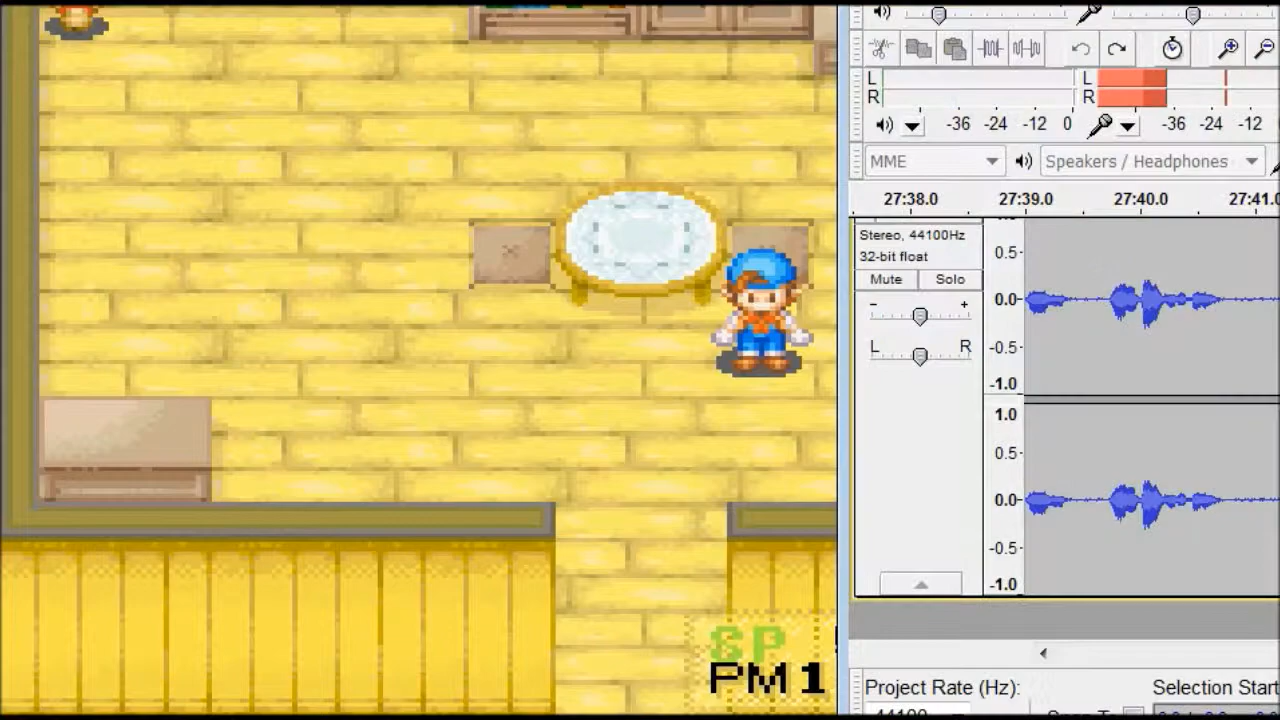 L
R
L
R
-36 -24 -12 0
-36 -24 -12
MME
Speakers / Headphones
27:38.0 27:39.0 27:40.0 27:41.0
Stereo, 44100Hz
32-bit float
Mute Solo
- +
L R
0.5
0.0
-0.5
-1.0
1.0
0.5
0.0
-0.5
-1.0
SP
PM 1
Project Rate (Hz): Selection Start
44100